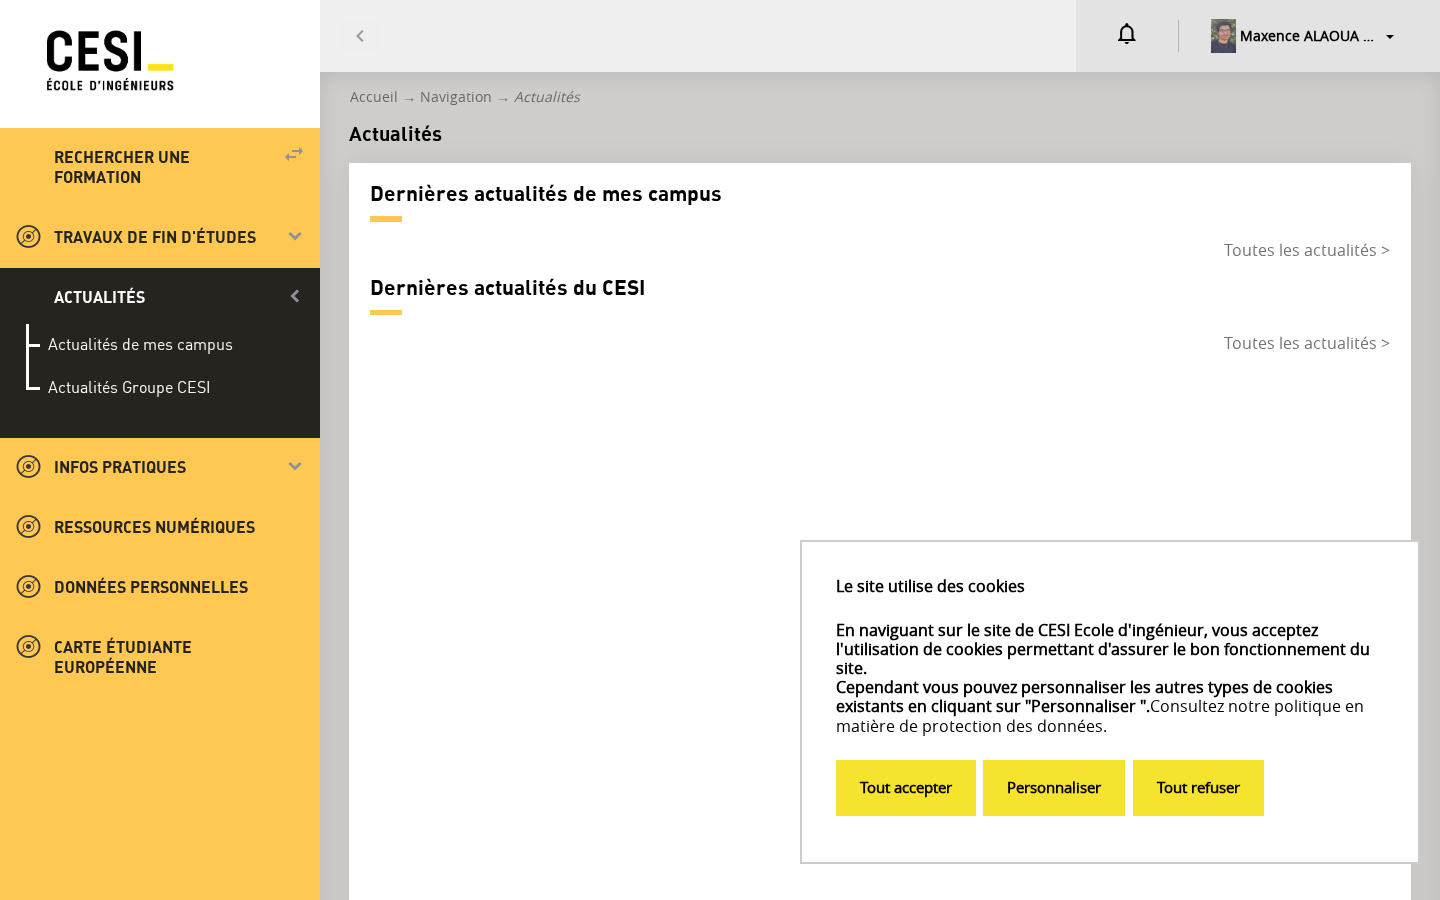 CESI_
ÉCOLE D'INGÉNIEURS
Maxence ALAOUA ...
RECHERCHER UNE
FORMATION
TRAVAUX DE FIN D'ÉTUDES
ACTUALITÉS
Actualités de mes campus
Actualités Groupe CESI
INFOS PRATIQUES
RESSOURCES NUMÉRIQUES
DONNÉES PERSONNELLES
CARTE ÉTUDIANTE
EUROPÉENNE
Accueil → Navigation → Actualités
Actualités
Dernières actualités de mes campus
Toutes les actualités >
Dernières actualités du CESI
Toutes les actualités >
Le site utilise des cookies
En naviguant sur le site de CESI Ecole d'ingénieur, vous acceptez
l'utilisation de cookies permettant d'assurer le bon fonctionnement du
site.
Cependant vous pouvez personnaliser les autres types de cookies
existants en cliquant sur "Personnaliser ".Consultez notre politique en
matière de protection des données.
Tout accepter
Personnaliser
Tout refuser